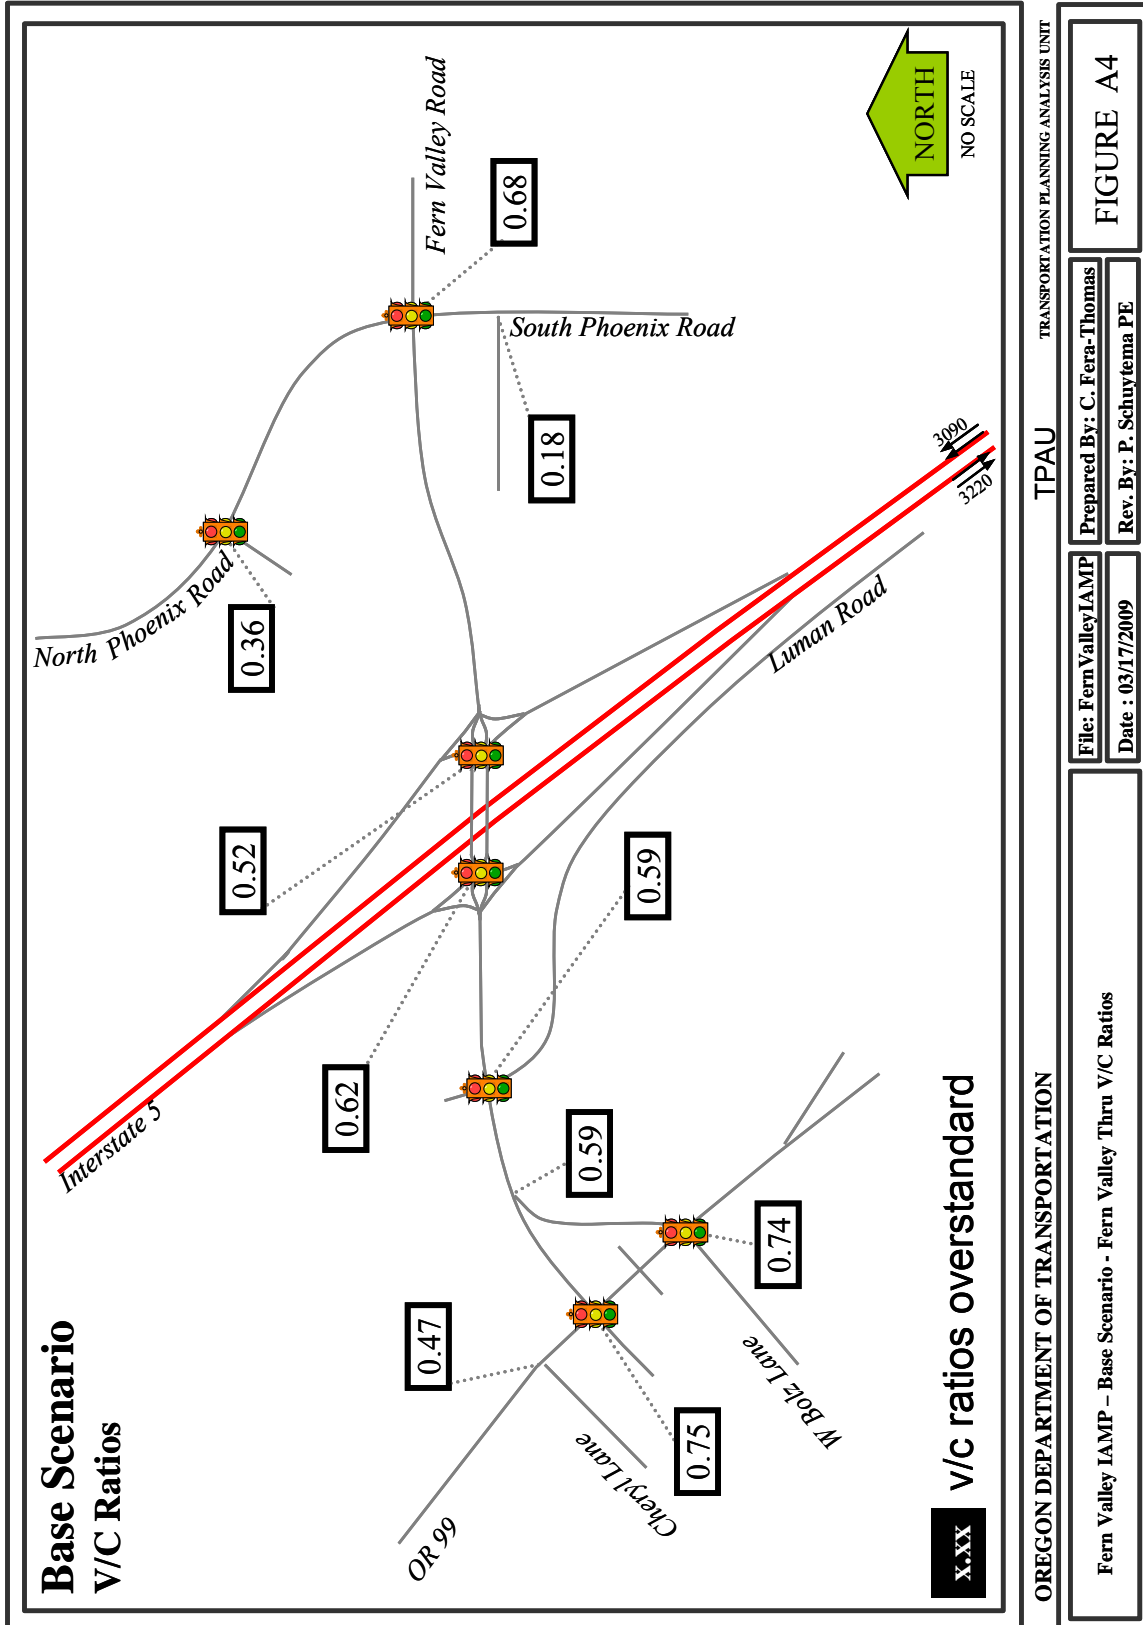 Base Scenario
V/C Ratios
Interstate 5
North Phoenix Road
0.36
0.52
0.62
0.47
OR 99
Cheryl Lane
0.75
W Bolz Lane
0.74
0.59
0.59
Luman Road
0.18
South Phoenix Road
Fern Valley Road
0.68
3090
3220
NORTH
NO SCALE
x.xx v/c ratios overstandard
OREGON DEPARTMENT OF TRANSPORTATION
TPAU
TRANSPORTATION PLANNING ANALYSIS UNIT
Fern Valley IAMP – Base Scenario - Fern Valley Thru V/C Ratios
File: FernValleyIAMP
Date : 03/17/2009
Prepared By: C. Fera-Thomas
Rev. By: P. Schuytema PE
FIGURE A4